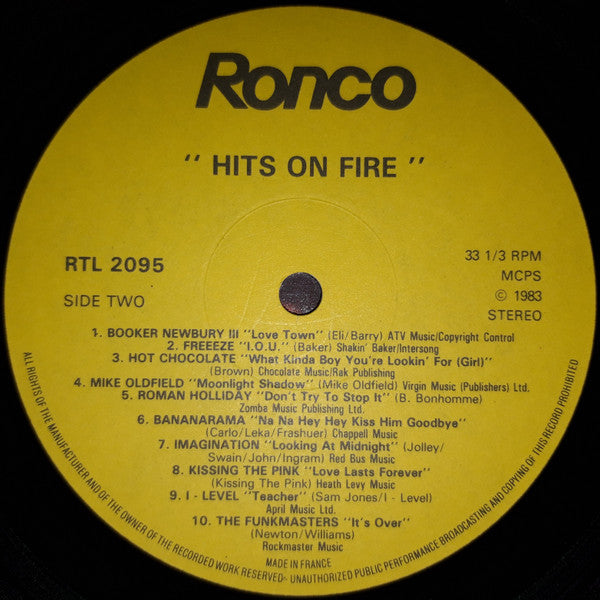 Ronco
" HITS ON FIRE "
RTL 2095
SIDE TWO
33 1/3 RPM
MCPS
© 1983
STEREO
1. BOOKER NEWBURY III "Love Town" (Eli/Barry) ATV Music/Copyright Control
2. FREEEZE "I.O.U." (Baker) Shakin' Baker/Intersong
3. HOT CHOCOLATE "What Kinda Boy You're Lookin' For (Girl)"
(Brown) Chocolate Music/Rak Publishing
4. MIKE OLDFIELD "Moonlight Shadow" (Mike Oldfield) Virgin Music (Publishers) Ltd.
5. ROMAN HOLLIDAY "Don't Try To Stop It" (B. Bonhomme)
Zomba Music Publishing Ltd.
6. BANANARAMA "Na Na Hey Hey Kiss Him Goodbye"
(Carlo/Leka/Frashuer) Chappell Music
7. IMAGINATION "Looking At Midnight" (Jolley/
Swain/John/Ingram) Red Bus Music
8. KISSING THE PINK "Love Lasts Forever"
(Kissing The Pink) Heath Levy Music
9. I - LEVEL "Teacher" (Sam Jones/I - Level)
April Music Ltd.
10. THE FUNKMASTERS "It's Over"
(Newton/Williams)
Rockmaster Music
MADE IN FRANCE
ALL RIGHTS OF THE MANUFACTURER AND OF THE OWNER OF THE RECORDED WORK RESERVED- UNAUTHORIZED PUBLIC PERFORMANCE BROADCASTING AND COPYING OF THIS RECORD PROHIBITED